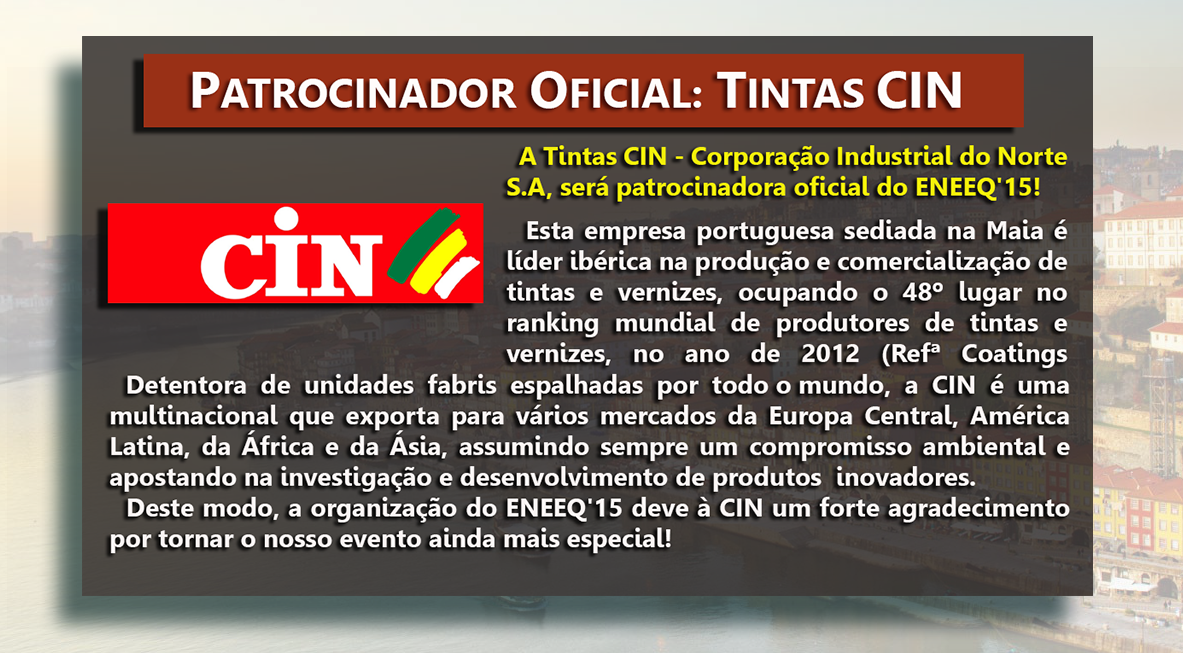 PATROCINADOR OFICIAL: TINTAS CIN
A Tintas CIN - Corporação Industrial do Norte
S.A, será patrocinadora oficial do ENEEQ'15!
CIN
Esta empresa portuguesa sediada na Maia é
líder ibérica na produção e comercialização de
tintas e vernizes, ocupando o 48º lugar no
ranking mundial de produtores de tintas e
vernizes, no ano de 2012 (Refª Coatings
Detentora de unidades fabris espalhadas por todo o mundo, a CIN é uma
multinacional que exporta para vários mercados da Europa Central, América
Latina, da África e da Ásia, assumindo sempre um compromisso ambiental e
apostando na investigação e desenvolvimento de produtos inovadores.
Deste modo, a organização do ENEEQ'15 deve à CIN um forte agradecimento
por tornar o nosso evento ainda mais especial!